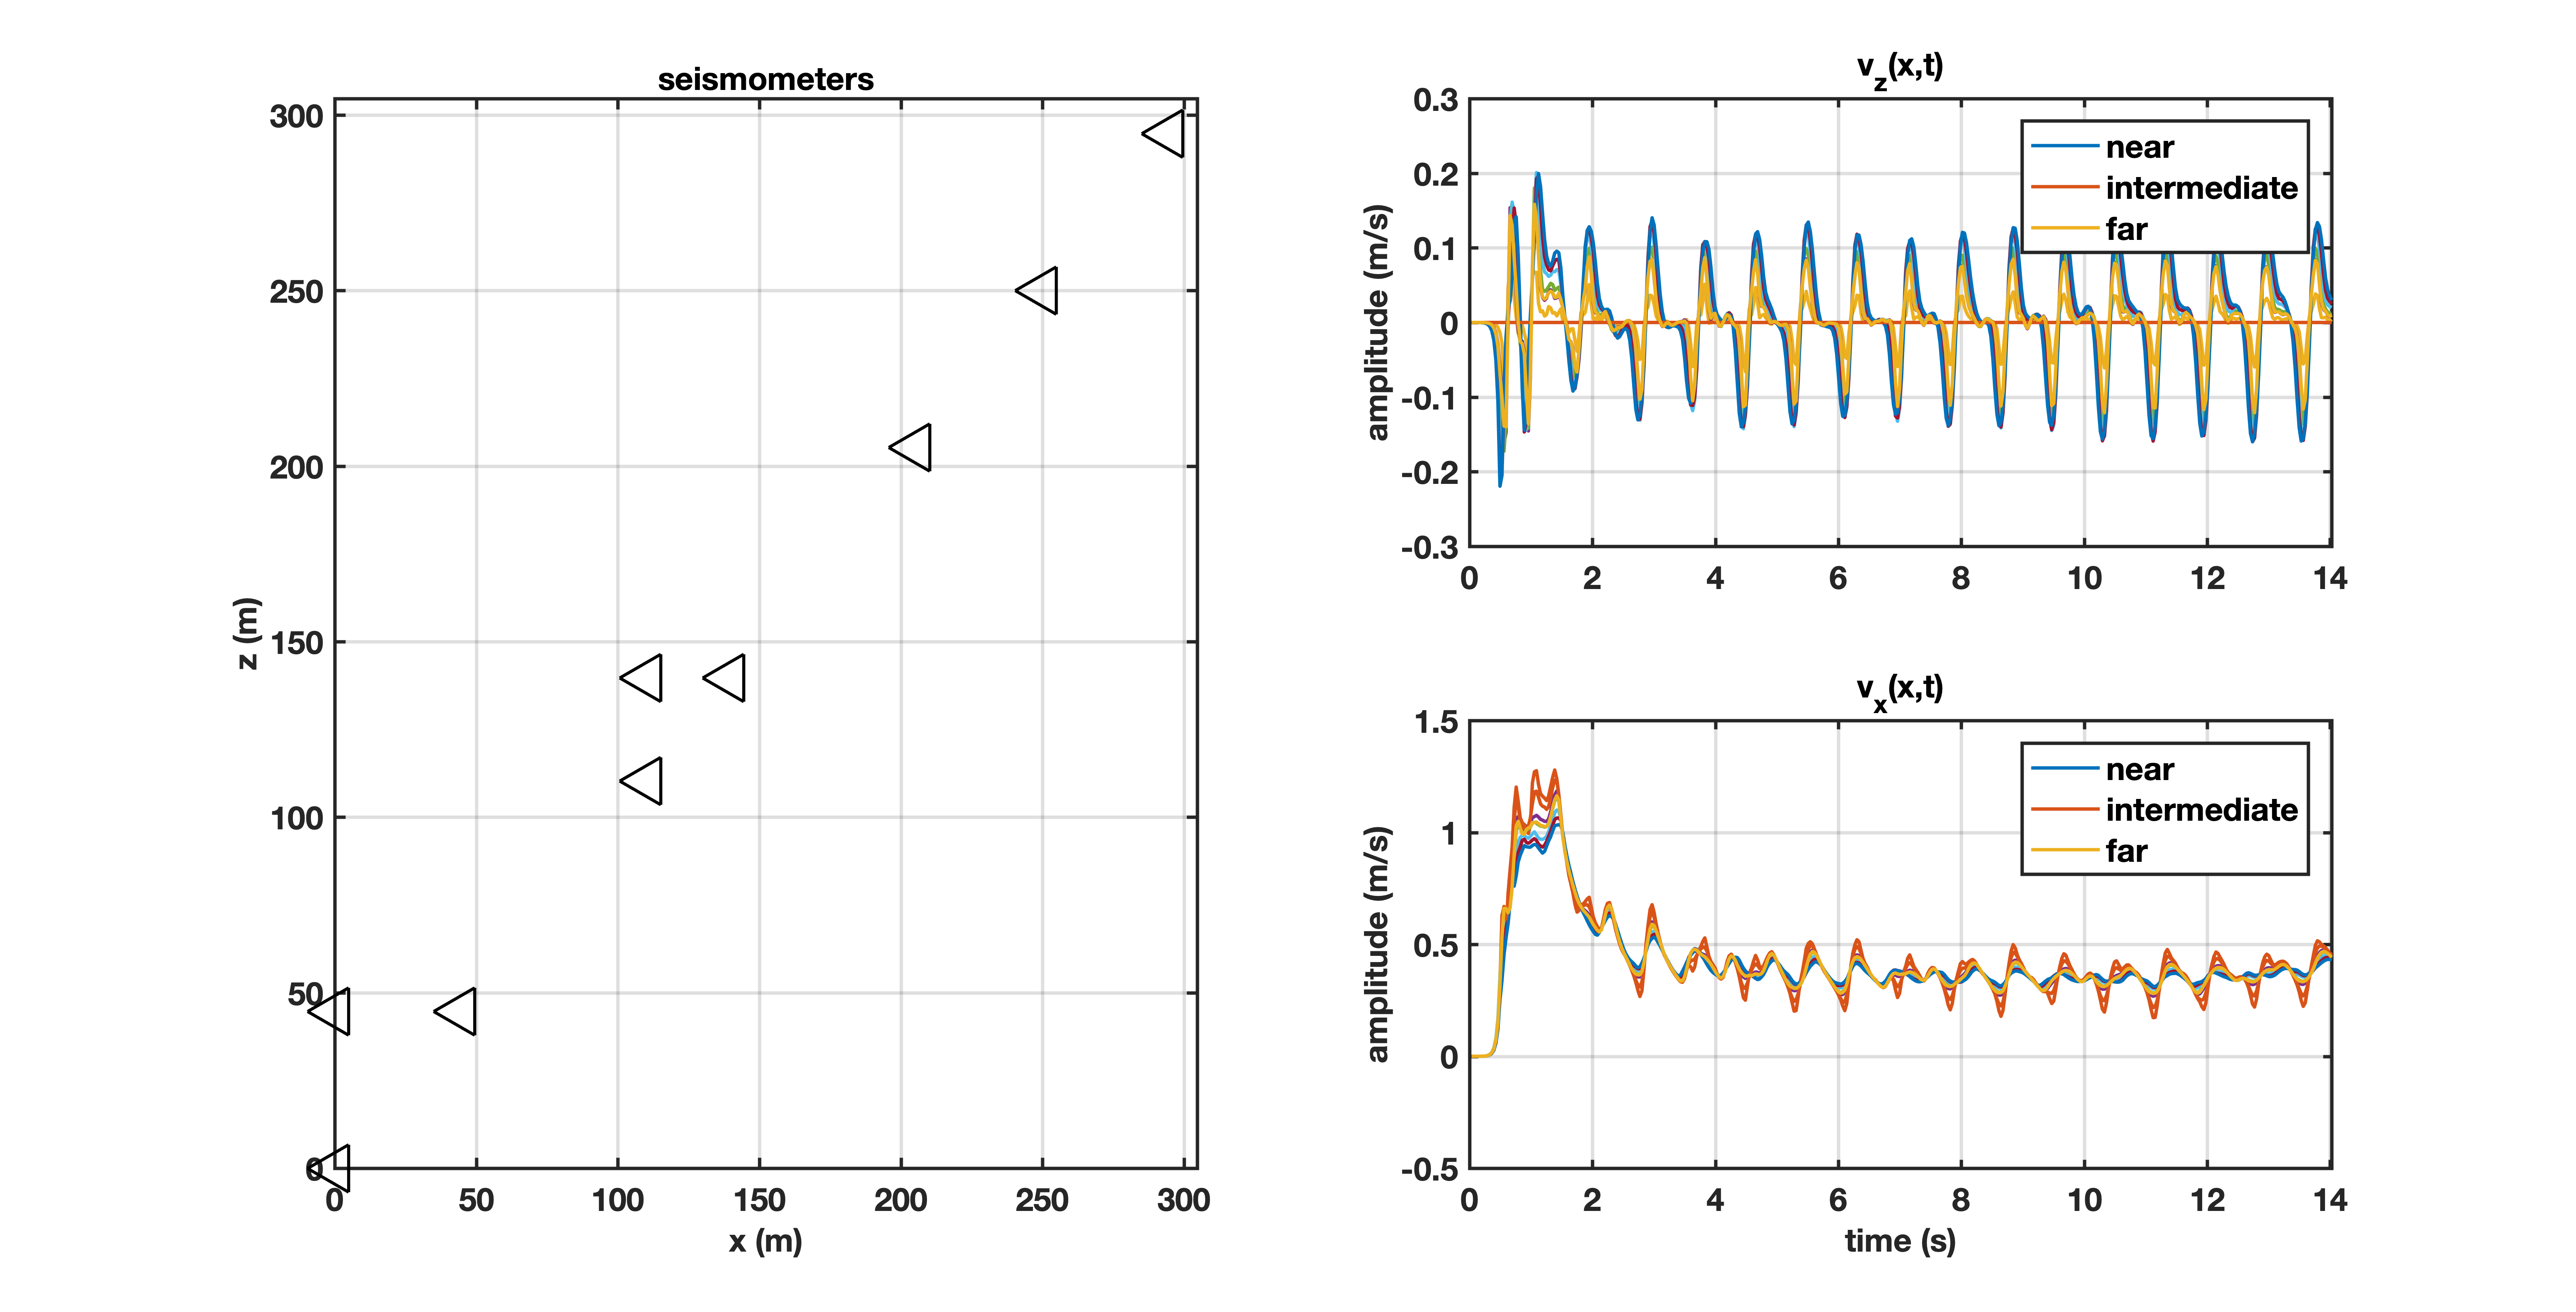 seismometers
300
250
200
150
100
50
0
z (m)
0 50 100 150 200 250 300
x (m)
vz(x,t)
0.3
0.2
0.1
0
-0.1
-0.2
-0.3
amplitude (m/s)
near
intermediate
far
0 2 4 6 8 10 12 14
vx(x,t)
1.5
1
0.5
0
-0.5
amplitude (m/s)
near
intermediate
far
0 2 4 6 8 10 12 14
time (s)